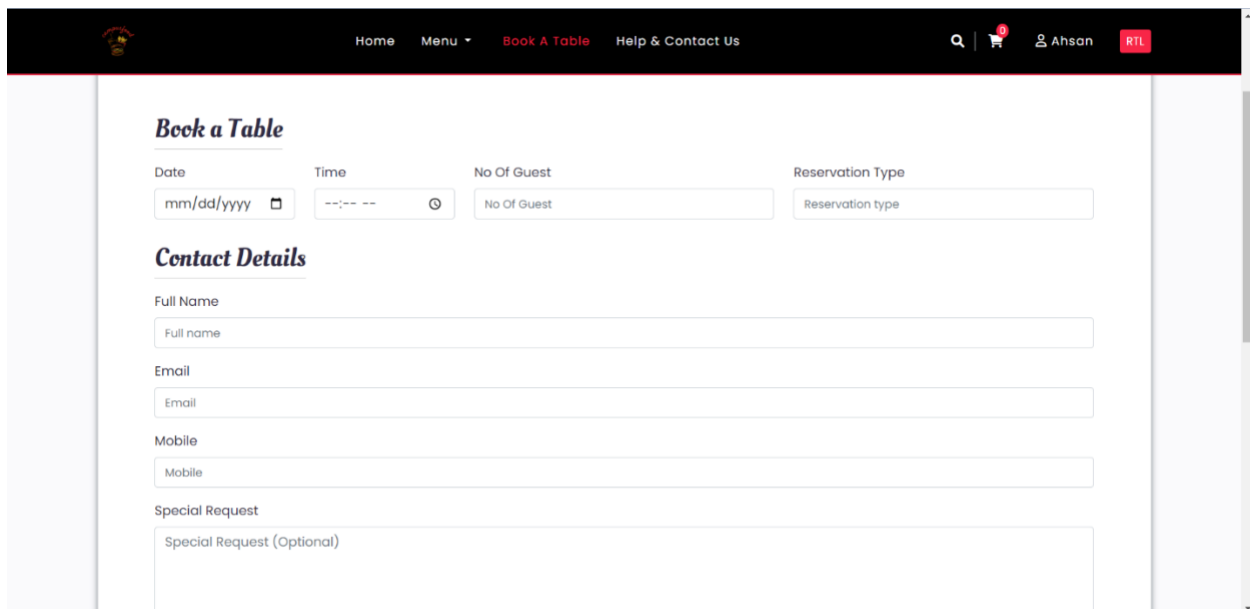 Home Menu Book A Table Help & Contact Us 0 Ahsan RTL
Book a Table
Date Time No Of Guest Reservation Type
mm/dd/yyyy --:-- -- No Of Guest Reservation type
Contact Details
Full Name
Full name
Email
Email
Mobile
Mobile
Special Request
Special Request (Optional)